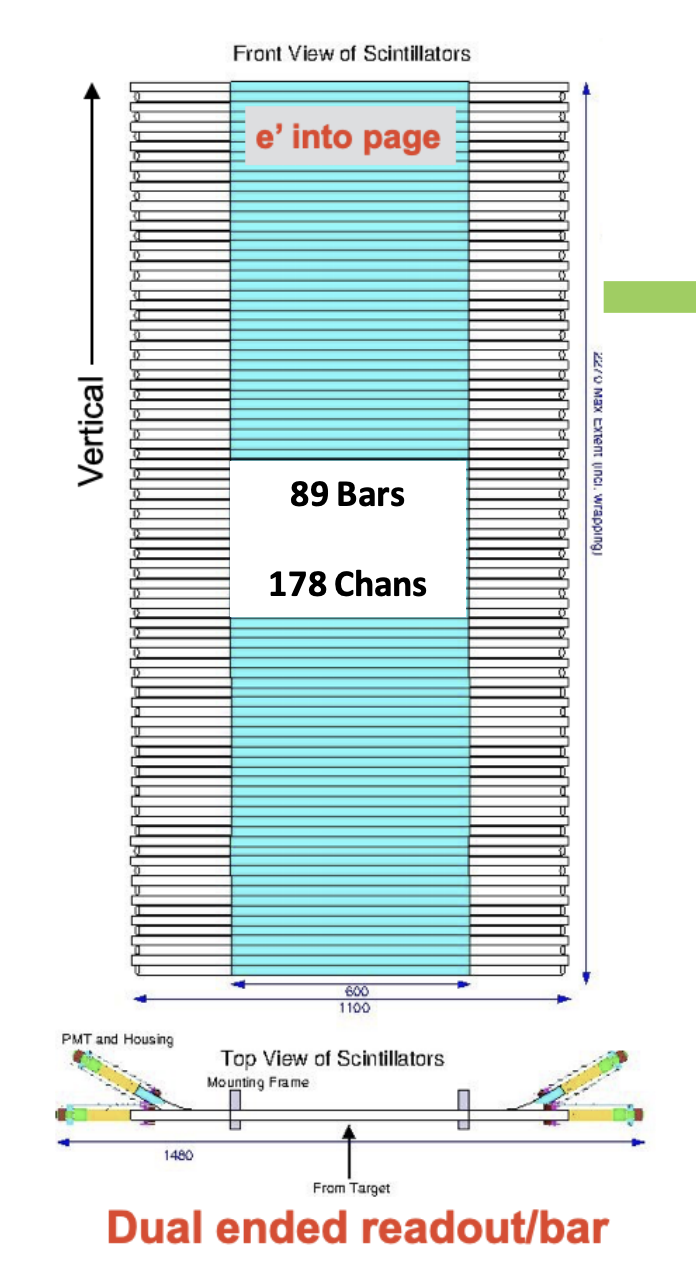 Front View of Scintillators
e' into page
Vertical
2270 Max Extent (incl. wrapping)
89 Bars
178 Chans
600
1100
PMT and Housing
Top View of Scintillators
Mounting Frame
1480
From Target
Dual ended readout/bar